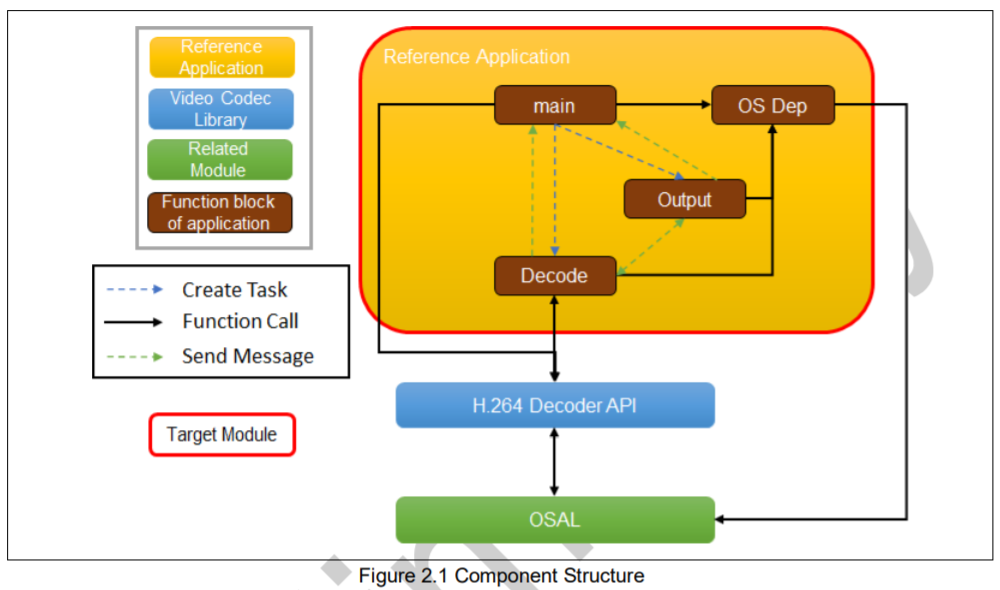 Reference
Application
Video Codec
Library
Related
Module
Function block
of application
Create Task
Function Call
Send Message
Target Module
Reference Application
main
OS Dep
Output
Decode
H.264 Decoder API
OSAL
Figure 2.1 Component Structure